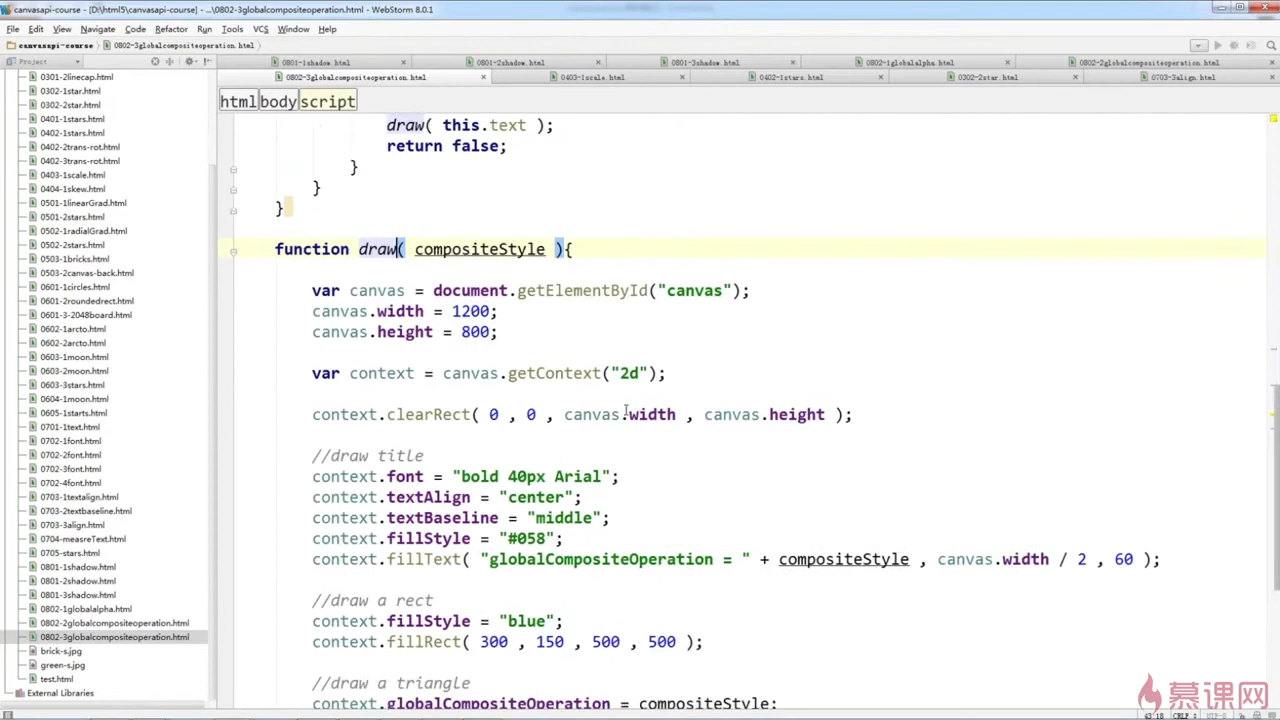 canvasapi-course - [D:\html5\canvasapi-course] - ...\0802-3globalcompositeoperation.html - WebStorm 8.0.1
File Edit View Navigate Code Refactor Run Tools VCS Window Help
canvasapi-course 0802-3globalcompositeoperation.html
Project
0801-1shadow.html 0801-2shadow.html 0801-3shadow.html 0802-1globalalpha.html 0802-2globalcompositeoperation.html
0802-3globalcompositeoperation.html 0403-1scale.html 0402-1stars.html 0302-2star.html 0703-3align.html
html body script
0301-2linecap.html
0302-1star.html
0302-2star.html
0401-1stars.html
0402-1stars.html
0402-2trans-rot.html
0402-3trans-rot.html
0403-1scale.html
0404-1skew.html
0501-1linearGrad.html
0501-2stars.html
0502-1radialGrad.html
0502-2stars.html
0503-1bricks.html
0503-2canvas-back.html
0601-1circles.html
0601-2roundedrect.html
0601-3-2048board.html
0602-1arcto.html
0602-2arcto.html
0603-1moon.html
0603-2moon.html
0603-3stars.html
0604-1moon.html
0605-1starts.html
0701-1text.html
0702-1font.html
0702-2font.html
0702-3font.html
0702-4font.html
0703-1textalign.html
0703-2textbaseline.html
0703-3align.html
0704-measreText.html
0705-stars.html
0801-1shadow.html
0801-2shadow.html
0801-3shadow.html
0802-1globalalpha.html
0802-2globalcompositeoperation.html
0802-3globalcompositeoperation.html
brick-s.jpg
green-s.jpg
test.html
External Libraries
draw( this.text );
return false;
}
}
}
function draw( compositeStyle ){
var canvas = document.getElementById("canvas");
canvas.width = 1200;
canvas.height = 800;
var context = canvas.getContext("2d");
context.clearRect( 0 , 0 , canvas.width , canvas.height );
//draw title
context.font = "bold 40px Arial";
context.textAlign = "center";
context.textBaseline = "middle";
context.fillStyle = "#058";
context.fillText( "globalCompositeOperation = " + compositeStyle , canvas.width / 2 , 60 );
//draw a rect
context.fillStyle = "blue";
context.fillRect( 300 , 150 , 500 , 500 );
//draw a triangle
context.globalCompositeOperation = compositeStyle;
慕课网
43:18 CRLF UTF-8